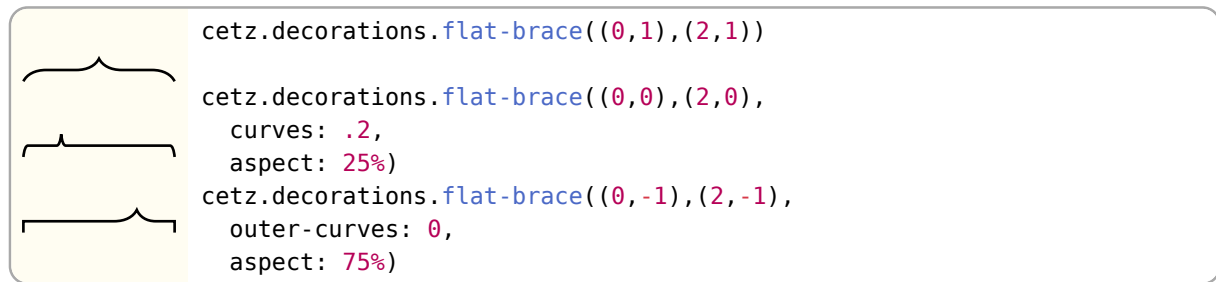 cetz.decorations.flat-brace((0,1),(2,1))
cetz.decorations.flat-brace((0,0),(2,0),
  curves: .2,
  aspect: 25%)
cetz.decorations.flat-brace((0,-1),(2,-1),
  outer-curves: 0,
  aspect: 75%)